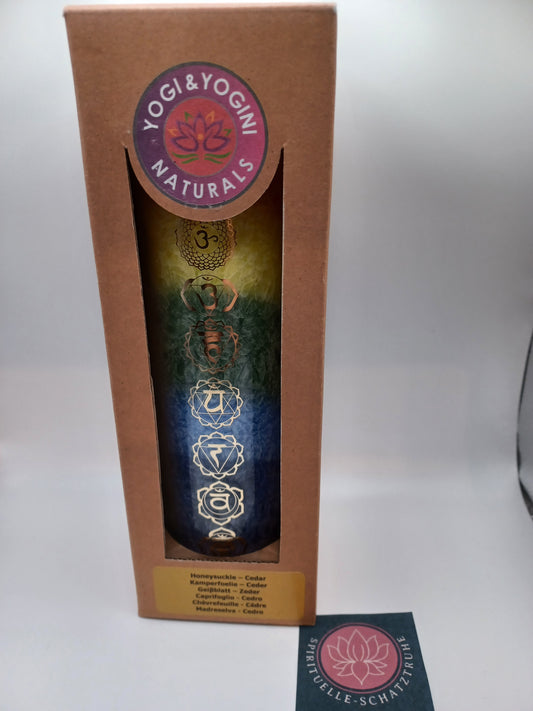 YOGI & YOGINI
NATURALS
ॐ
यं
रं
वं
Honeysuckle – Cedar
Kamperfoelie – Ceder
Geißblatt – Zeder
Caprifoglio - Cedro
Chèvrefeuille - Cèdre
Madreselva - Cedro
SPIRITUELLE-SCHATZTRUHE